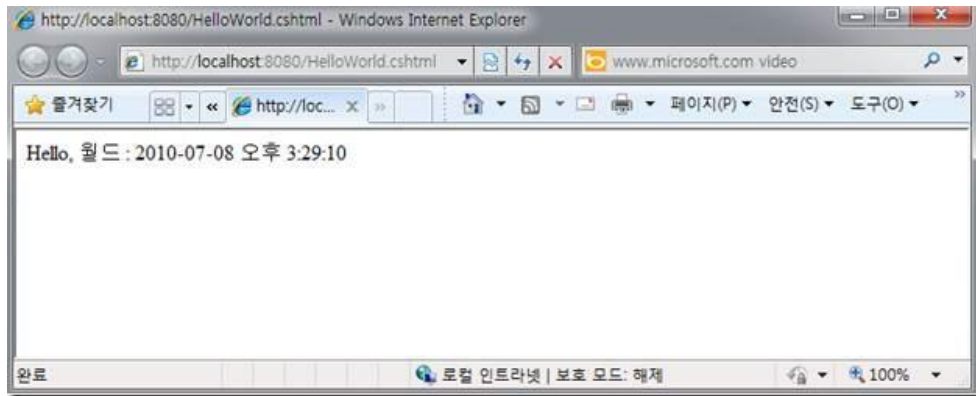 http://localhost:8080/HelloWorld.cshtml - Windows Internet Explorer
http://localhost:8080/HelloWorld.cshtml www.microsoft.com video
즐겨찾기 http://loc... 페이지(P) 안전(S) 도구(O)
Hello, 월드 : 2010-07-08 오후 3:29:10
완료 로컬 인트라넷 | 보호 모드: 해제 100%